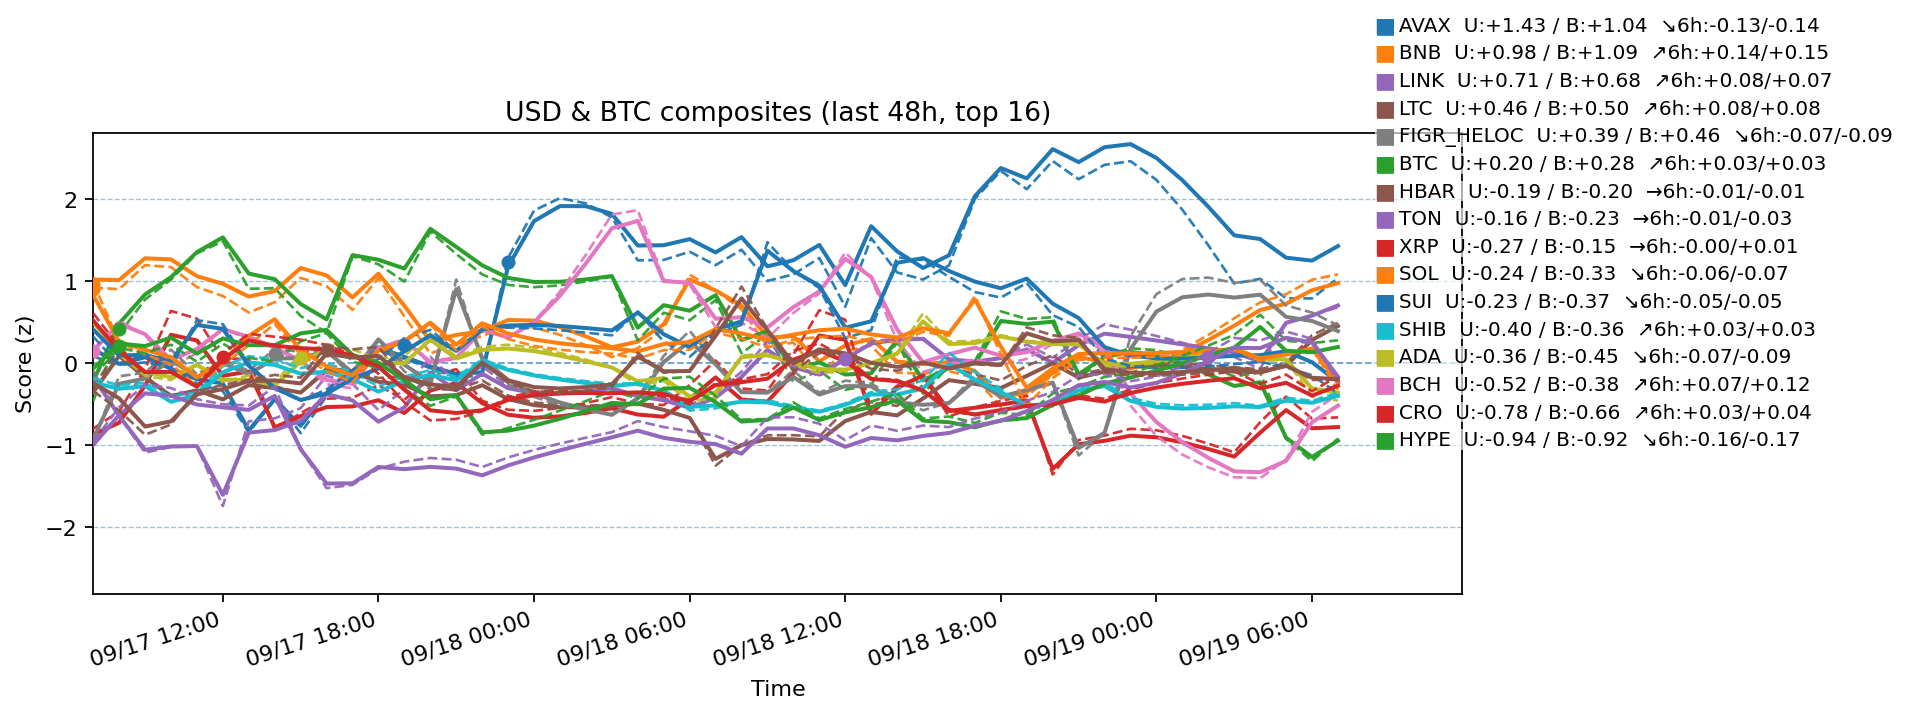 AVAX  U:+1.43 / B:+1.04  ↘6h:-0.13/-0.14
BNB  U:+0.98 / B:+1.09  ↗6h:+0.14/+0.15
LINK  U:+0.71 / B:+0.68  ↗6h:+0.08/+0.07
LTC  U:+0.46 / B:+0.50  ↗6h:+0.08/+0.08
FIGR_HELOC  U:+0.39 / B:+0.46  ↘6h:-0.07/-0.09
BTC  U:+0.20 / B:+0.28  ↗6h:+0.03/+0.03
HBAR  U:-0.19 / B:-0.20  →6h:-0.01/-0.01
TON  U:-0.16 / B:-0.23  →6h:-0.01/-0.03
XRP  U:-0.27 / B:-0.15  →6h:-0.00/+0.01
SOL  U:-0.24 / B:-0.33  ↘6h:-0.06/-0.07
SUI  U:-0.23 / B:-0.37  ↘6h:-0.05/-0.05
SHIB  U:-0.40 / B:-0.36  ↗6h:+0.03/+0.03
ADA  U:-0.36 / B:-0.45  ↘6h:-0.07/-0.09
BCH  U:-0.52 / B:-0.38  ↗6h:+0.07/+0.12
CRO  U:-0.78 / B:-0.66  ↗6h:+0.03/+0.04
HYPE  U:-0.94 / B:-0.92  ↘6h:-0.16/-0.17
USD & BTC composites (last 48h, top 16)
Score (z)
2
1
0
−1
−2
09/17 12:00
09/17 18:00
09/18 00:00
09/18 06:00
09/18 12:00
09/18 18:00
09/19 00:00
09/19 06:00
Time